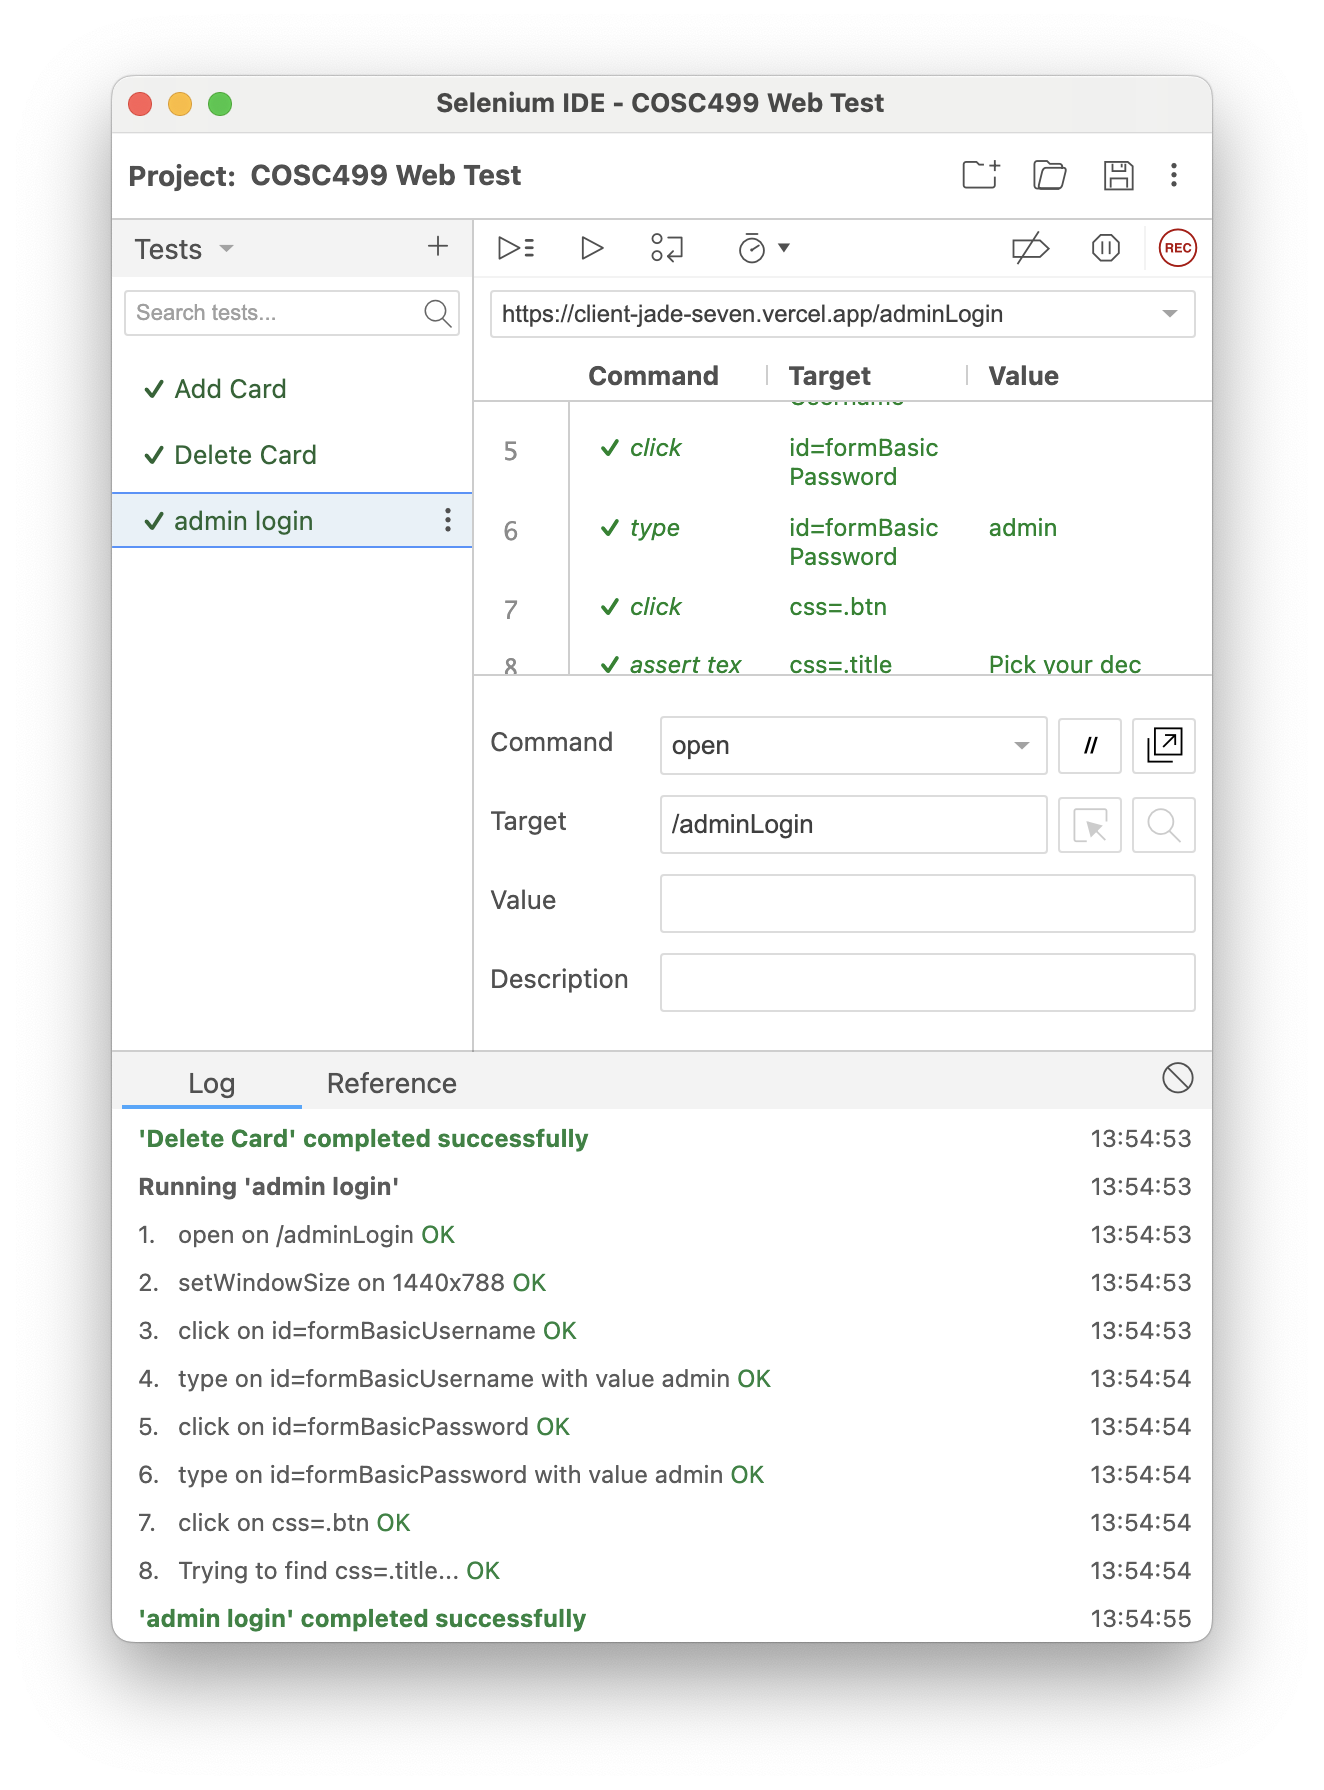 Selenium IDE - COSC499 Web Test
Project: COSC499 Web Test
Tests
Search tests...
Add Card
Delete Card
admin login
REC
https://client-jade-seven.vercel.app/adminLogin
Command Target Value
5 click id=formBasic
Password
6 type id=formBasic admin
Password
7 click css=.btn
8 assert tex css=.title Pick your dec
Command open //
Target /adminLogin
Value
Description
Log Reference
'Delete Card' completed successfully 13:54:53
Running 'admin login' 13:54:53
1. open on /adminLogin OK 13:54:53
2. setWindowSize on 1440x788 OK 13:54:53
3. click on id=formBasicUsername OK 13:54:53
4. type on id=formBasicUsername with value admin OK 13:54:54
5. click on id=formBasicPassword OK 13:54:54
6. type on id=formBasicPassword with value admin OK 13:54:54
7. click on css=.btn OK 13:54:54
8. Trying to find css=.title... OK 13:54:54
'admin login' completed successfully 13:54:55